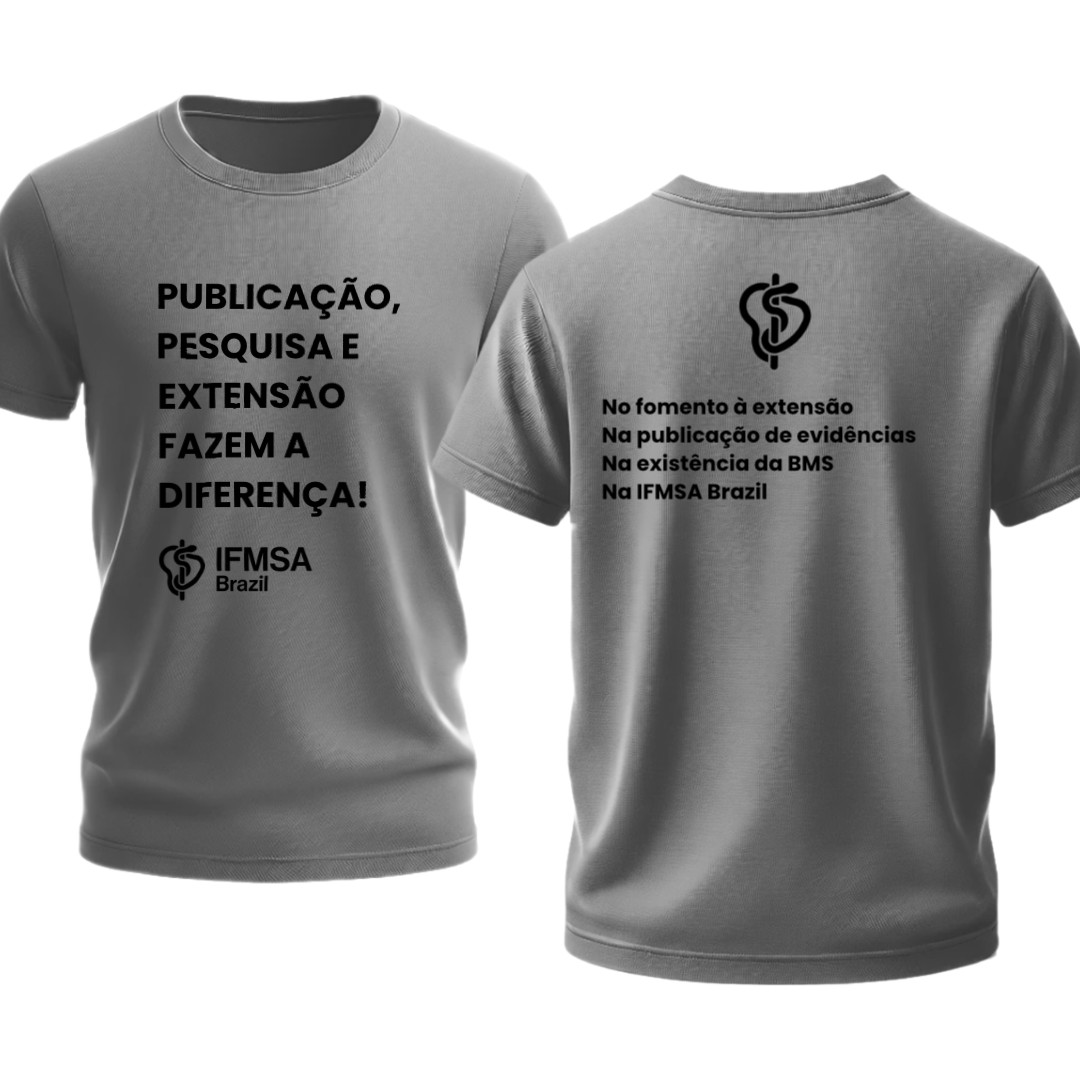 PUBLICAÇÃO,
PESQUISA E
EXTENSÃO
FAZEM A
DIFERENÇA!
IFMSA
Brazil
No fomento à extensão
Na publicação de evidências
Na existência da BMS
Na IFMSA Brazil